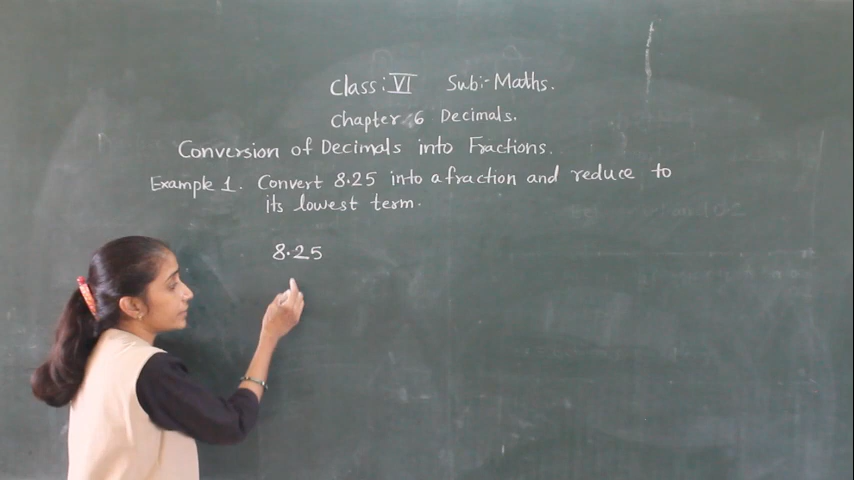 Class: VI Sub:- Maths.
Chapter 6 Decimals.
Conversion of Decimals into Fractions.
Example 1. Convert 8.25 into a fraction and reduce to
its lowest term.
8.25